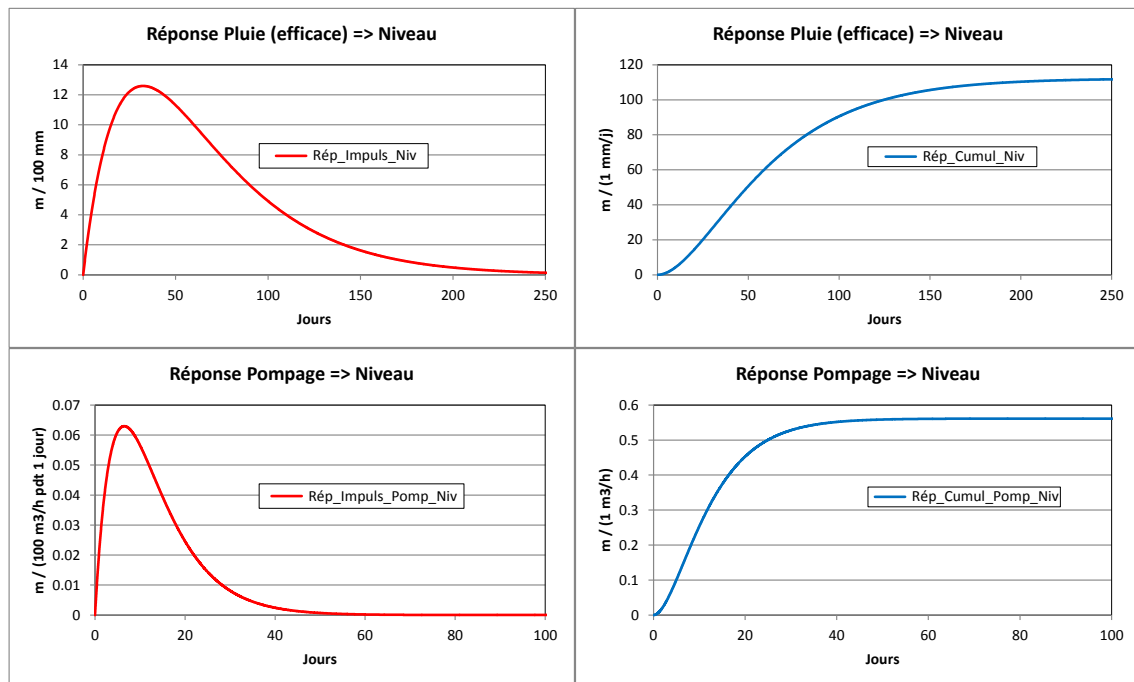 Réponse Pluie (efficace) => Niveau
m / 100 mm
14
12
10
8
6
4
2
0
Rép_Impuls_Niv
0 50 100 150 200 250
Jours
Réponse Pluie (efficace) => Niveau
m / (1 mm/j)
120
100
80
60
40
20
0
Rép_Cumul_Niv
0 50 100 150 200 250
Jours
Réponse Pompage => Niveau
m / (100 m3/h pdt 1 jour)
0.07
0.06
0.05
0.04
0.03
0.02
0.01
0
Rép_Impuls_Pomp_Niv
0 20 40 60 80 100
Jours
Réponse Pompage => Niveau
m / (1 m3/h)
0.6
0.5
0.4
0.3
0.2
0.1
0
Rép_Cumul_Pomp_Niv
0 20 40 60 80 100
Jours